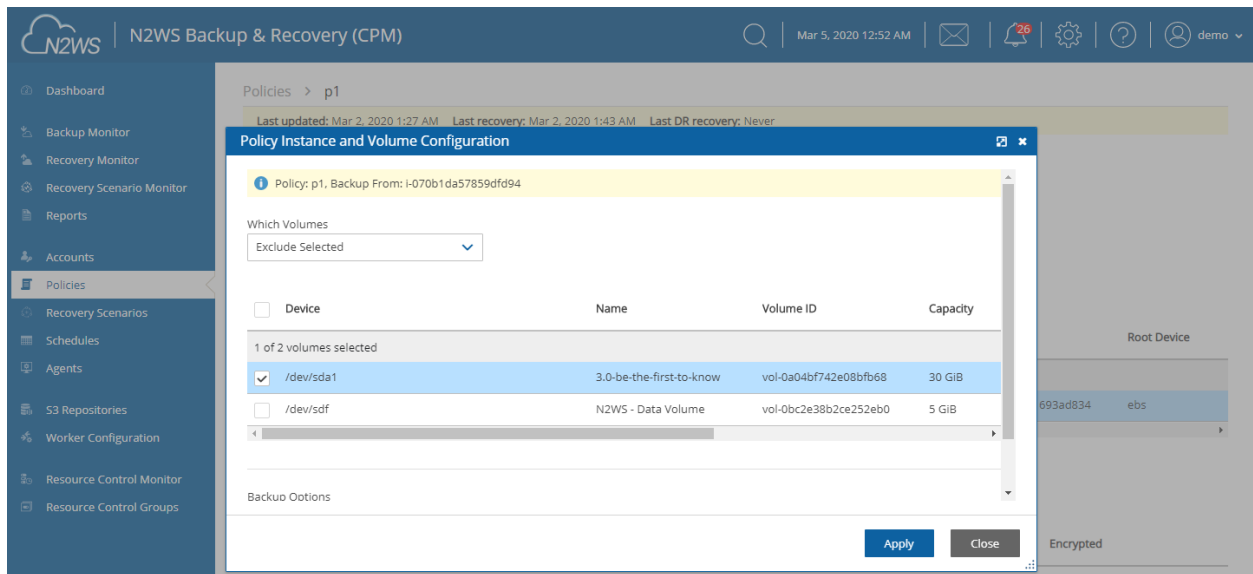 N2WS
N2WS Backup & Recovery (CPM)
Mar 5, 2020 12:52 AM
26
demo
Dashboard
Backup Monitor
Recovery Monitor
Recovery Scenario Monitor
Reports
Accounts
Policies
Recovery Scenarios
Schedules
Agents
S3 Repositories
Worker Configuration
Resource Control Monitor
Resource Control Groups
Policies > p1
Last updated: Mar 2, 2020 1:27 AM Last recovery: Mar 2, 2020 1:43 AM Last DR recovery: Never
Policy Instance and Volume Configuration
Policy: p1, Backup From: i-070b1da57859dfd94
Which Volumes
Exclude Selected
Device Name Volume ID Capacity
1 of 2 volumes selected
/dev/sda1 3.0-be-the-first-to-know vol-0a04bf742e08bfb68 30 GiB
/dev/sdf N2WS - Data Volume vol-0bc2e38b2ce252eb0 5 GiB
Backup Options
Apply Close
Root Device
693ad834 ebs
Encrypted